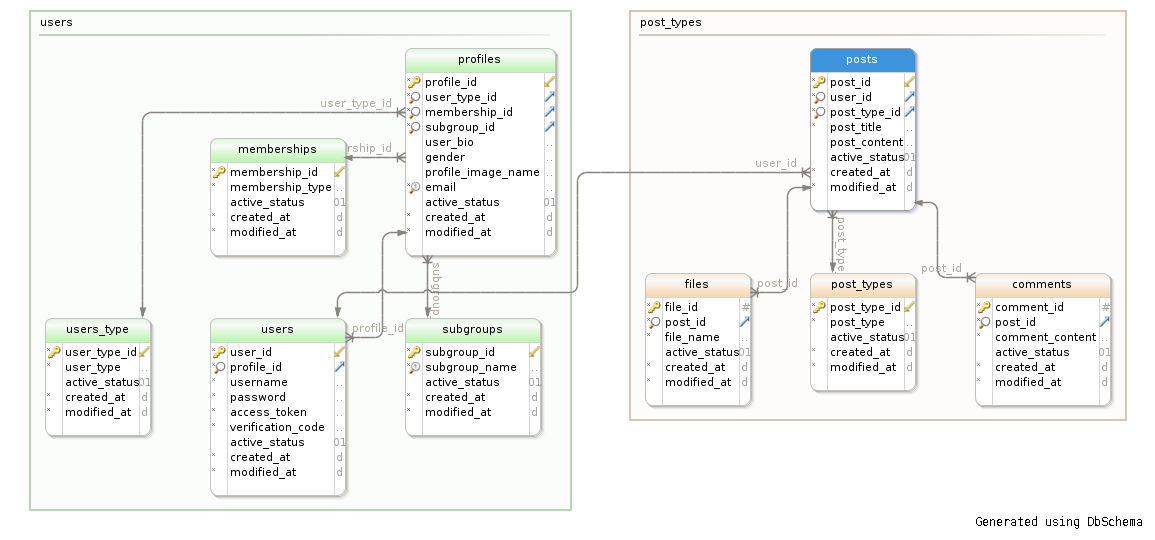 users
profiles
profile_id
user_type_id
membership_id
subgroup_id
user_bio
gender
profile_image_name
email
active_status
created_at
modified_at
user_type_id
rship_id
memberships
membership_id
membership_type
active_status
created_at
modified_at
users_type
user_type_id
user_type
active_status
created_at
modified_at
users
user_id
profile_id
username
password
access_token
verification_code
active_status
created_at
modified_at
profile_id
subgroup
subgroups
subgroup_id
subgroup_name
active_status
created_at
modified_at
post_types
posts
post_id
user_id
post_type_id
post_title
post_content
active_status
created_at
modified_at
user_id
post_id
post_type
post_id
files
file_id
post_id
file_name
active_status
created_at
modified_at
post_types
post_type_id
post_type
active_status
created_at
modified_at
comments
comment_id
post_id
comment_content
active_status
created_at
modified_at
Generated using DbSchema